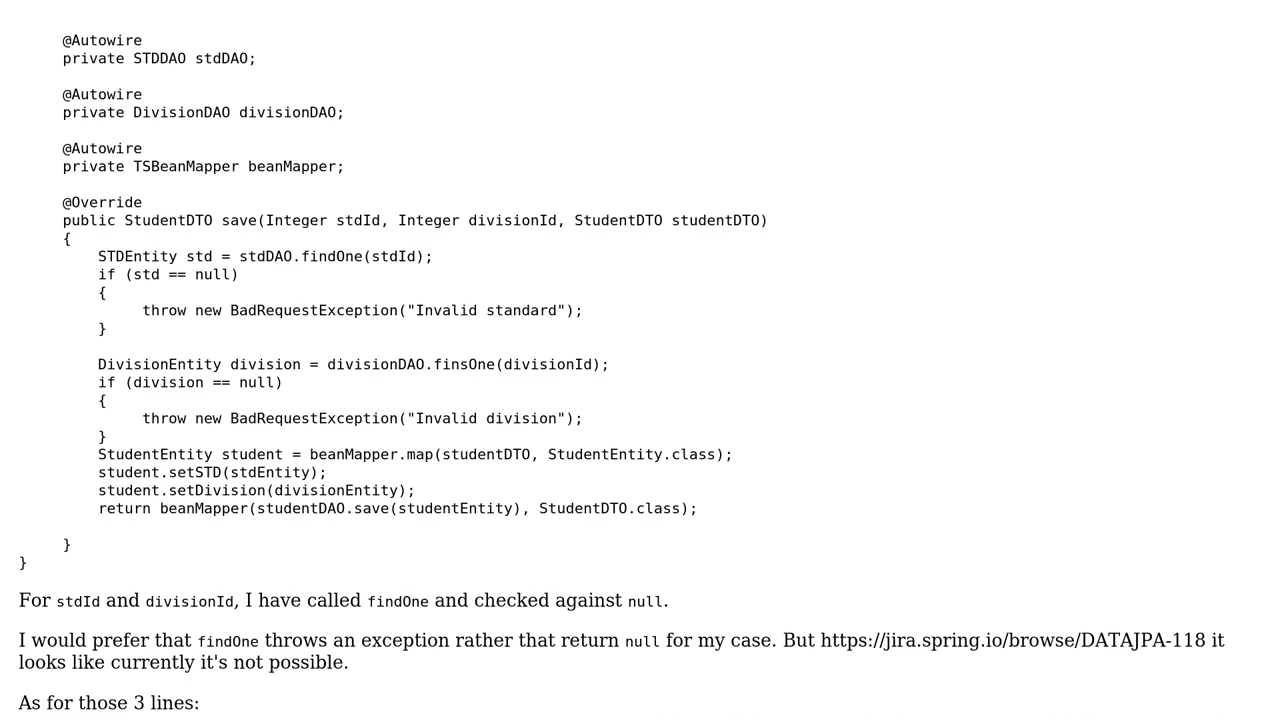 @Autowire
private STDDAO stdDAO;
@Autowire
private DivisionDAO divisionDAO;
@Autowire
private TSBeanMapper beanMapper;
@Override
public StudentDTO save(Integer stdId, Integer divisionId, StudentDTO studentDTO)
{
STDEntity std = stdDAO.findOne(stdId);
if (std == null)
{
throw new BadRequestException("Invalid standard");
}
DivisionEntity division = divisionDAO.finsOne(divisionId);
if (division == null)
{
throw new BadRequestException("Invalid division");
}
StudentEntity student = beanMapper.map(studentDTO, StudentEntity.class);
student.setSTD(stdEntity);
student.setDivision(divisionEntity);
return beanMapper(studentDAO.save(studentEntity), StudentDTO.class);
}
}
For stdId and divisionId, I have called findOne and checked against null.
I would prefer that findOne throws an exception rather that return null for my case. But https://jira.spring.io/browse/DATAJPA-118 it
looks like currently it's not possible.
As for those 3 lines: